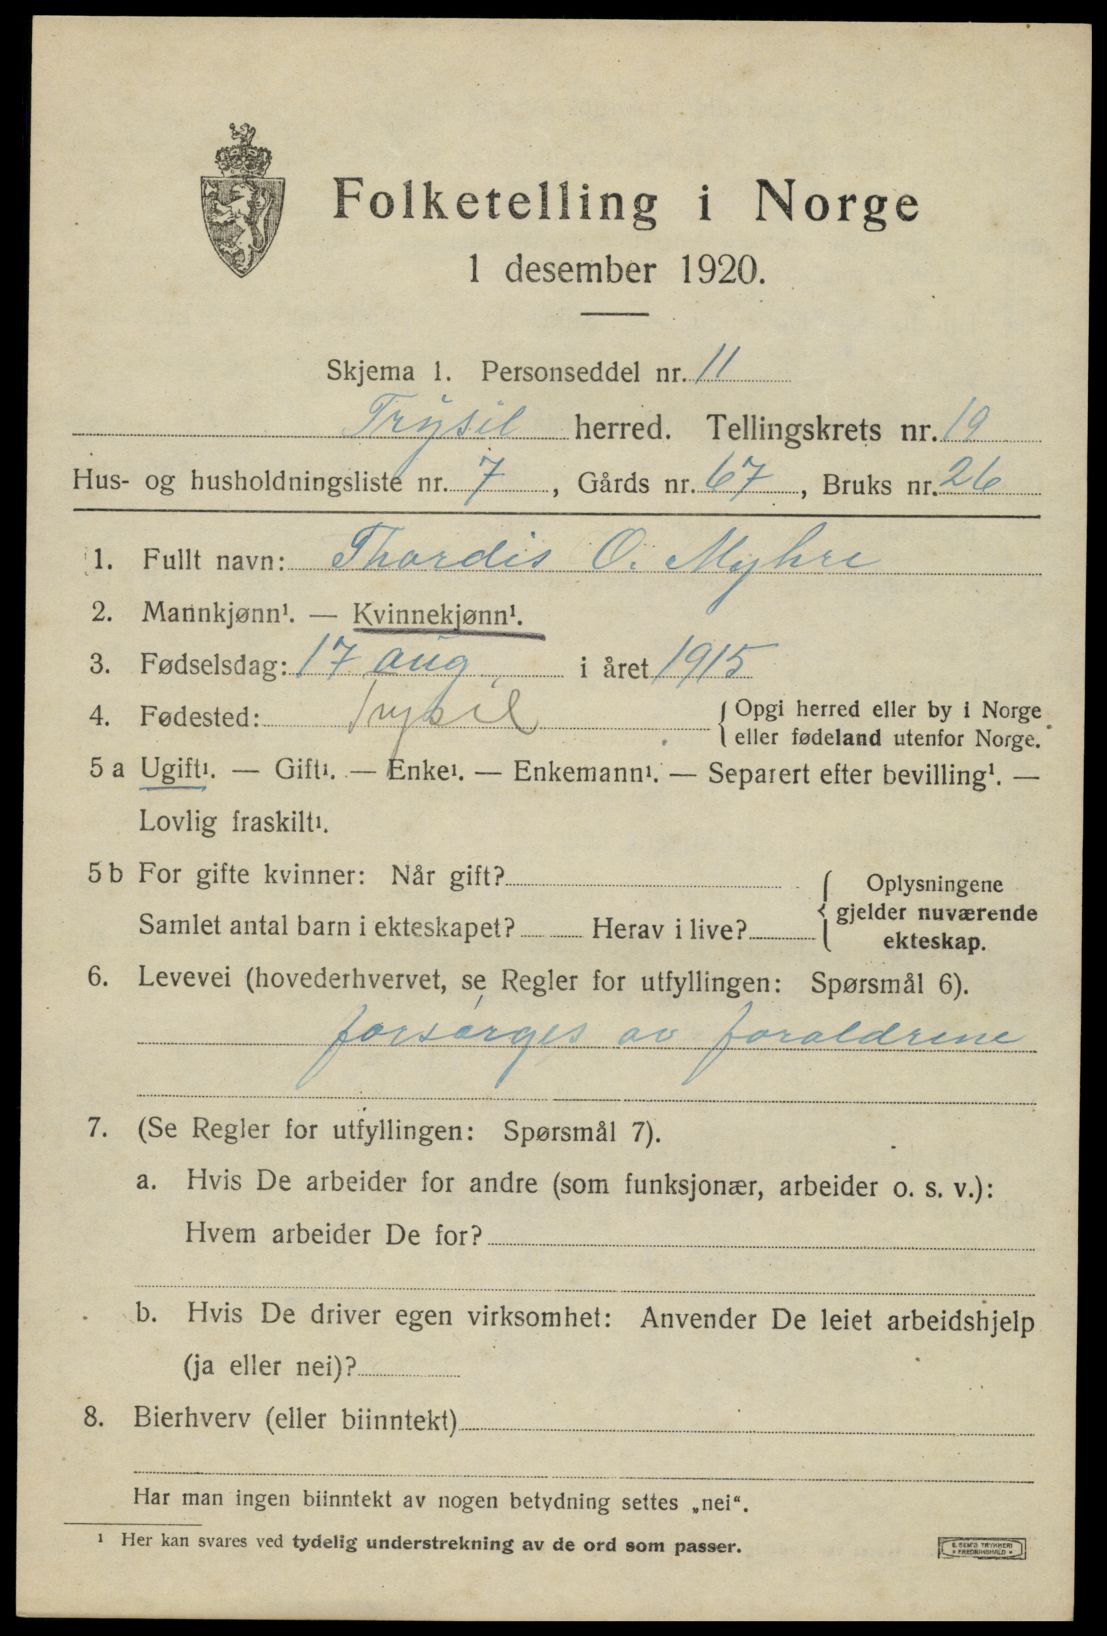 Folketelling i Norge
1 desember 1920.
Skjema 1. Personseddel nr. 11
Trysil herred. Tellingskrets nr. 19
Hus- og husholdningsliste nr. 7, Gårds nr. 67, Bruks nr. 26
1. Fullt navn: Thordis O. Myhre
2. Mannkjønn¹. — Kvinnekjønn¹.
3. Fødselsdag: 17 aug i året 1915
4. Fødested: Trysil { Opgi herred eller by i Norge
eller fødeland utenfor Norge.
5 a Ugift¹. — Gift¹. — Enke¹. — Enkemann¹. — Separert efter bevilling¹. —
Lovlig fraskilt¹.
5 b For gifte kvinner: Når gift?
Samlet antal barn i ekteskapet? Herav i live?
{ Oplysningene
gjelder nuværende
ekteskap.
6. Levevei (hovederhvervet, se Regler for utfyllingen: Spørsmål 6).
forsørges av foraldrene
7. (Se Regler for utfyllingen: Spørsmål 7).
a. Hvis De arbeider for andre (som funksjonær, arbeider o. s. v.):
Hvem arbeider De for?
b. Hvis De driver egen virksomhet: Anvender De leiet arbeidshjelp
(ja eller nei)?
8. Bierhverv (eller biinntekt)
Har man ingen biinntekt av nogen betydning settes „nei“.
¹ Her kan svares ved tydelig understrekning av de ord som passer.
E. SEM'S TRYKKERI
• FREDRIKSHALD •